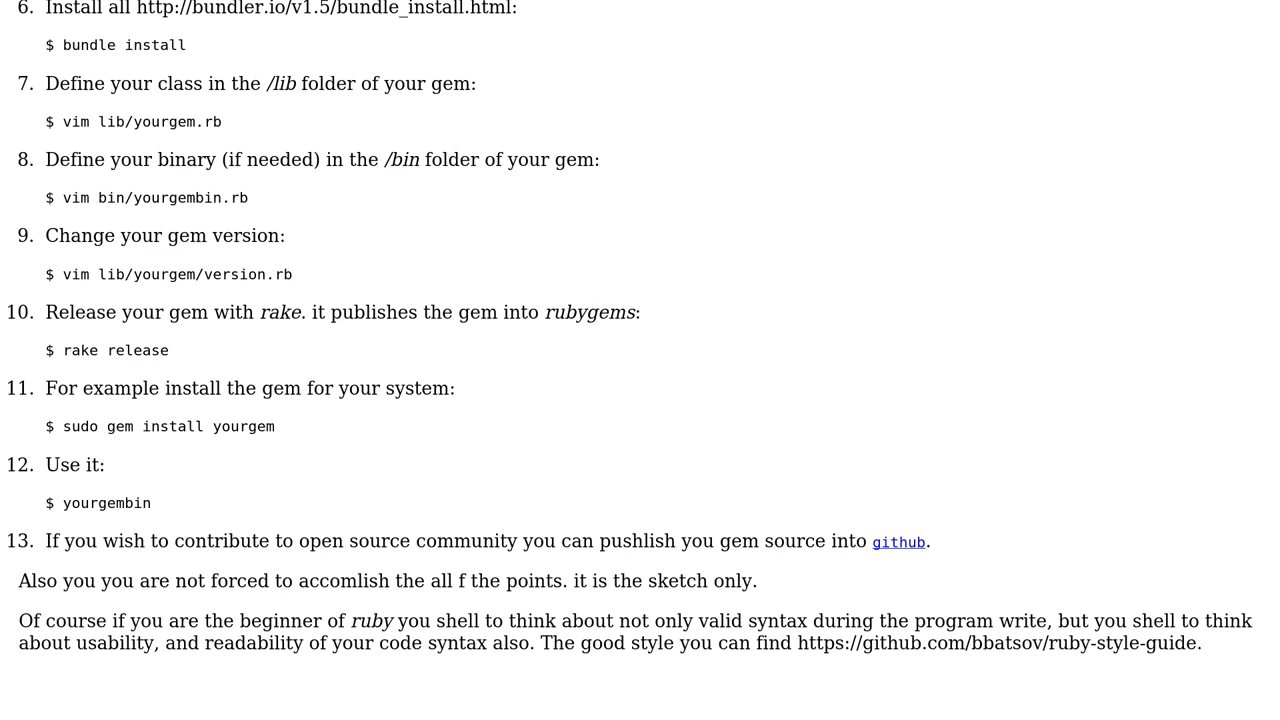 6. Install all http://bundler.io/v1.5/bundle_install.html:
$ bundle install
7. Define your class in the /lib folder of your gem:
$ vim lib/yourgem.rb
8. Define your binary (if needed) in the /bin folder of your gem:
$ vim bin/yourgembin.rb
9. Change your gem version:
$ vim lib/yourgem/version.rb
10. Release your gem with rake. it publishes the gem into rubygems:
$ rake release
11. For example install the gem for your system:
$ sudo gem install yourgem
12. Use it:
$ yourgembin
13. If you wish to contribute to open source community you can pushlish you gem source into github.
Also you you are not forced to accomlish the all f the points. it is the sketch only.
Of course if you are the beginner of ruby you shell to think about not only valid syntax during the program write, but you shell to think
about usability, and readability of your code syntax also. The good style you can find https://github.com/bbatsov/ruby-style-guide.